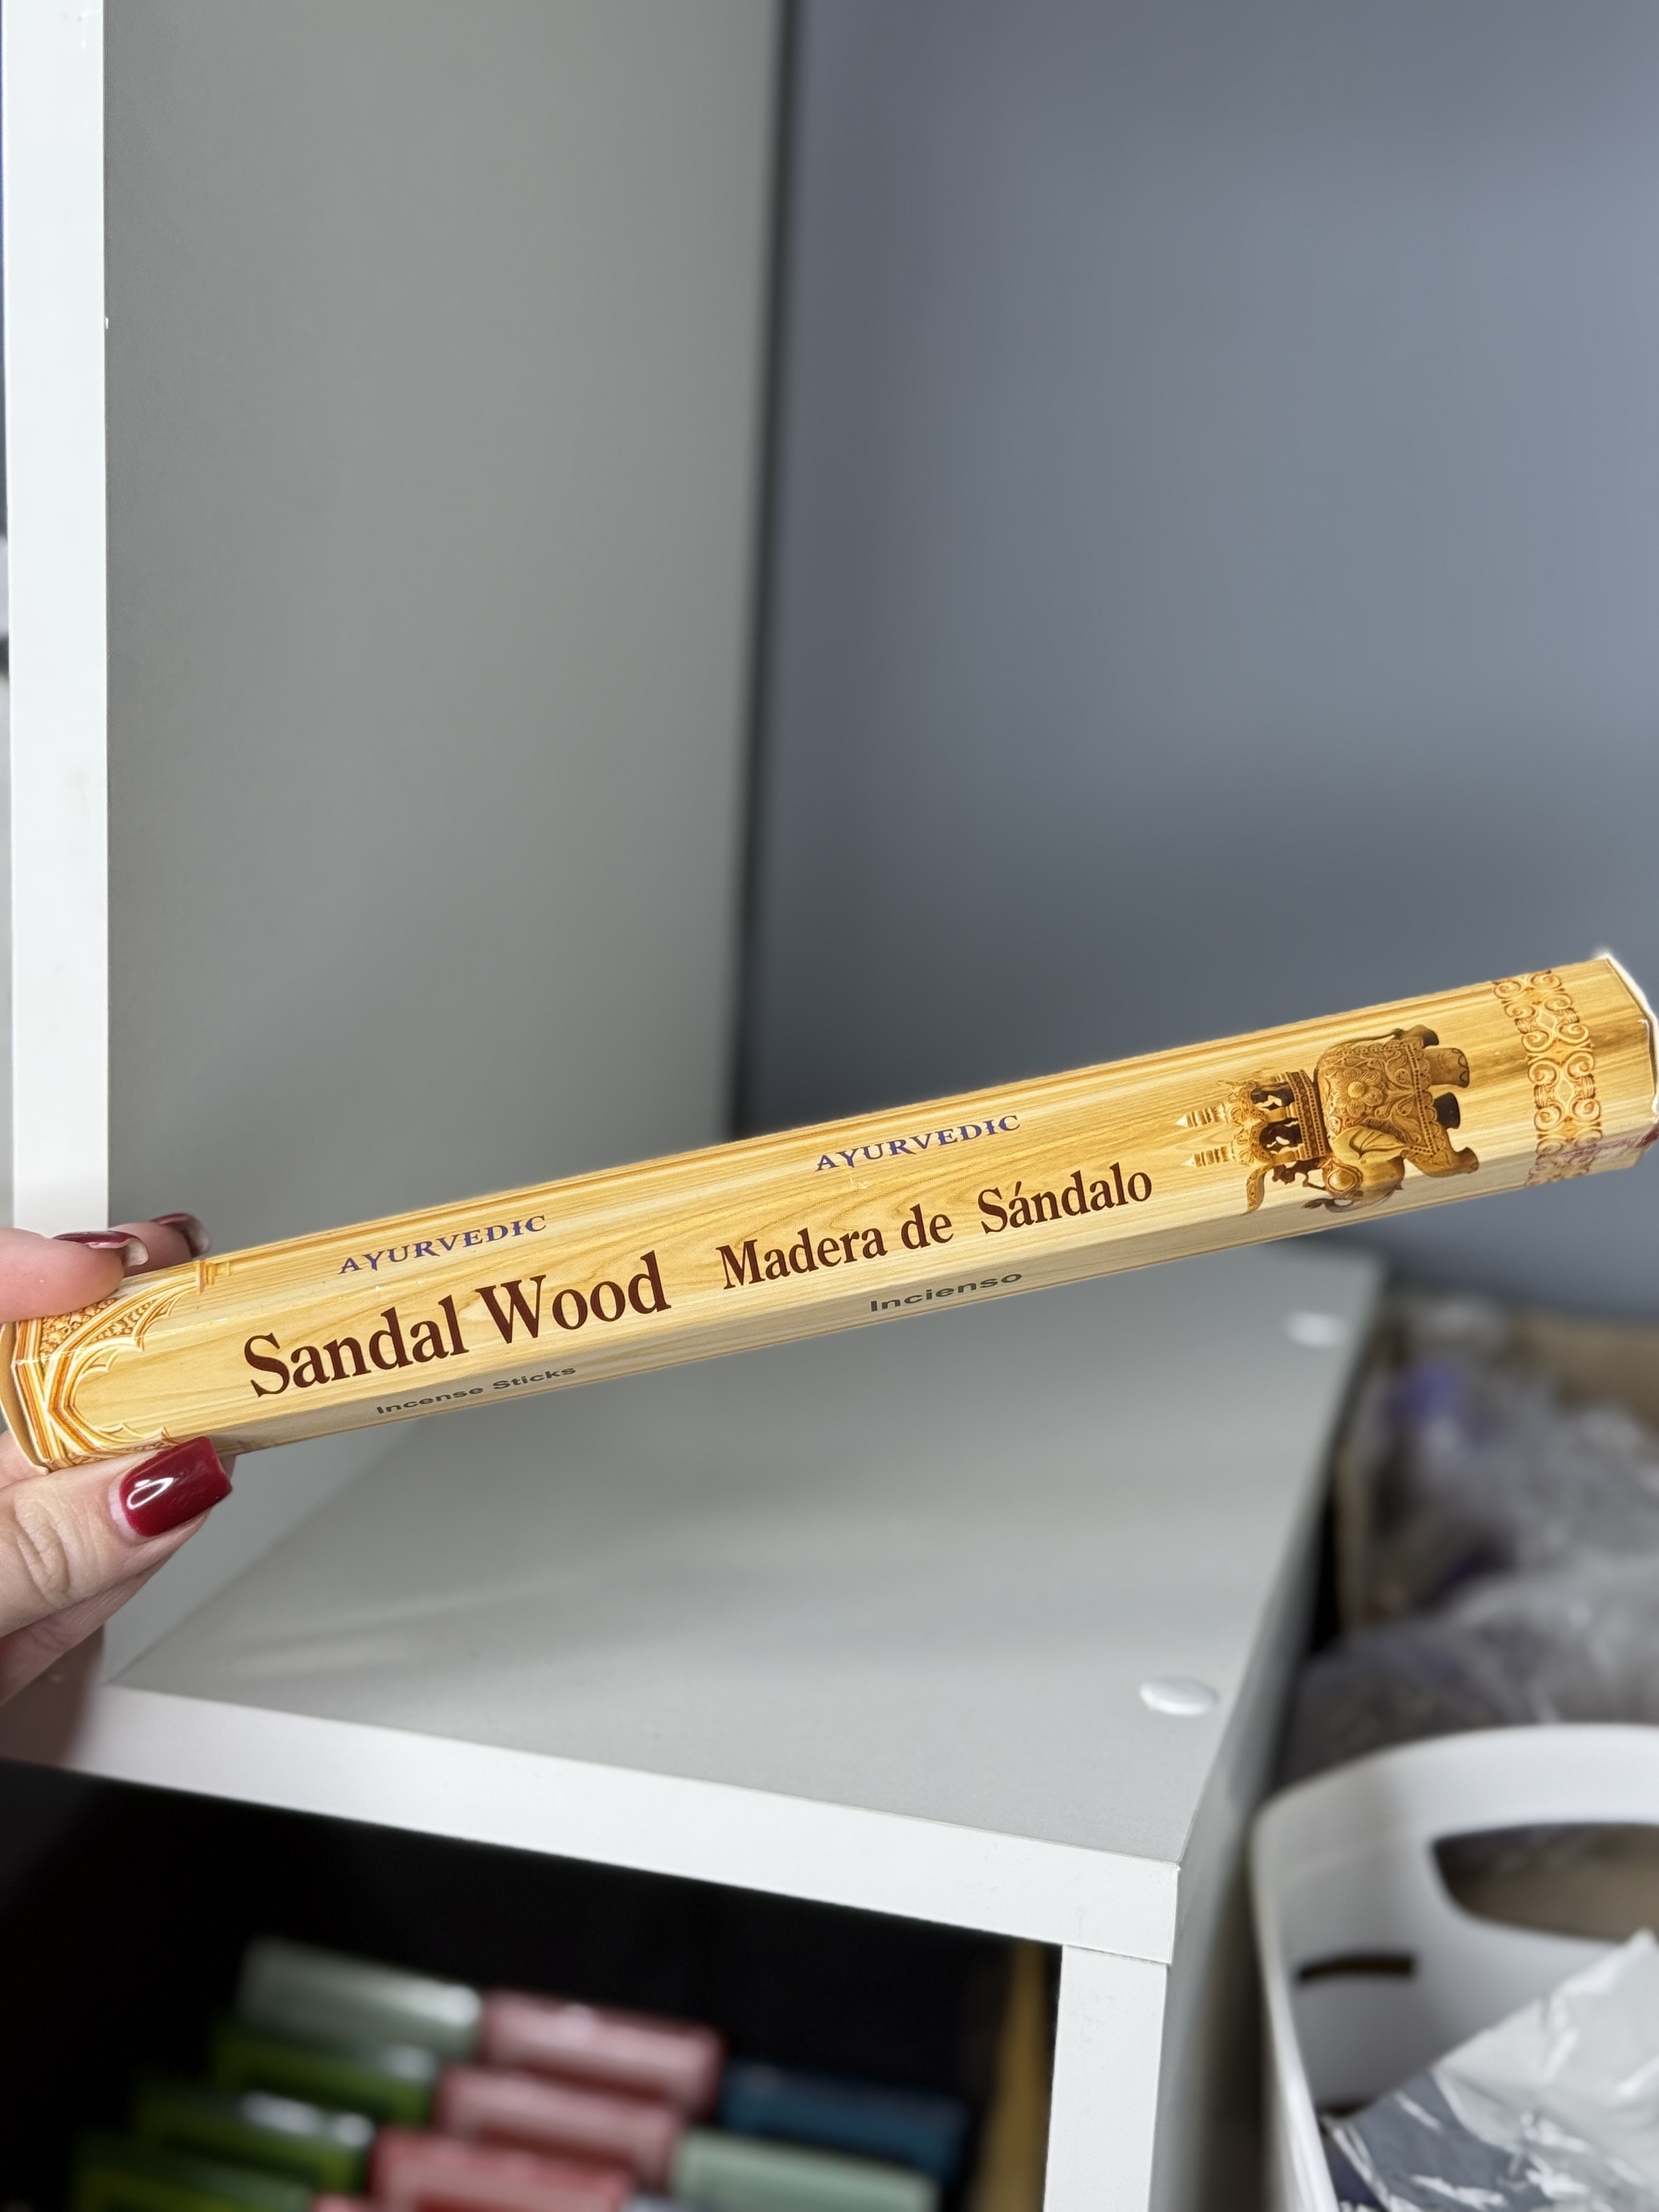 AYURVEDIC AYURVEDIC
Sandal Wood Madera de Sándalo
Incense Sticks Incienso